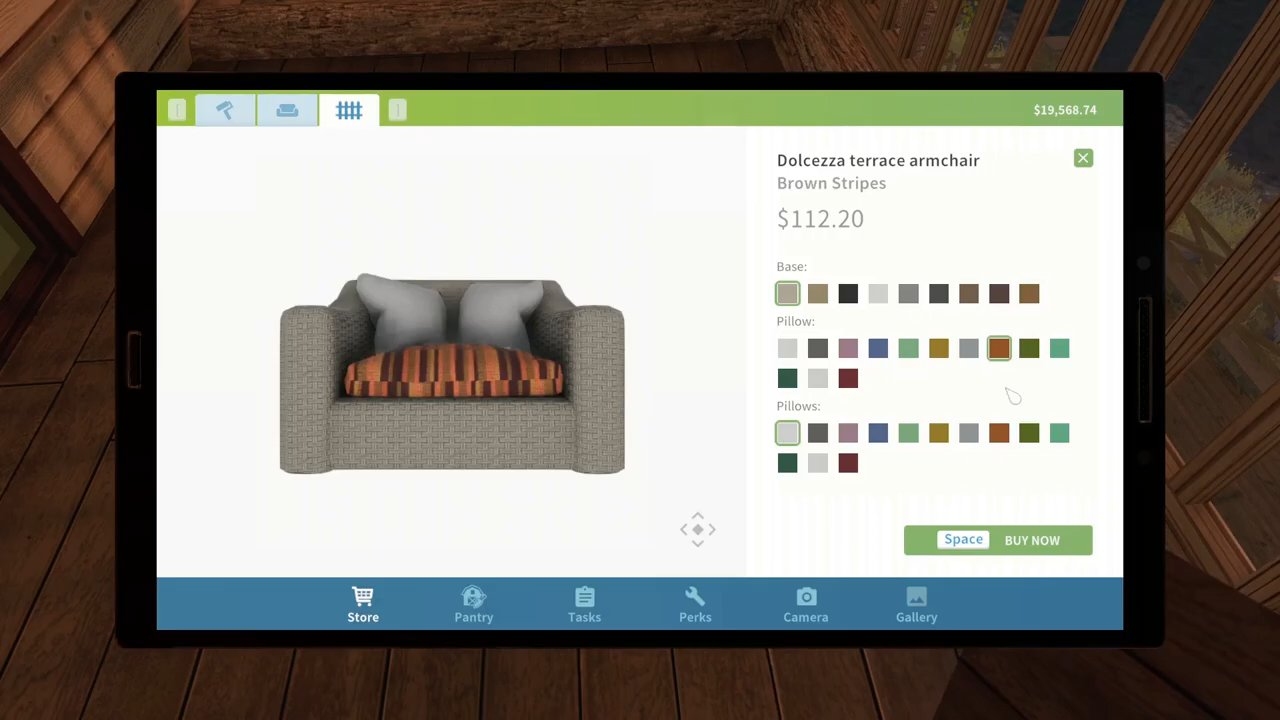 $19,568.74
Dolcezza terrace armchair
Brown Stripes
$112.20
Base:
Pillow:
Pillows:
Space BUY NOW
Store Pantry Tasks Perks Camera Gallery